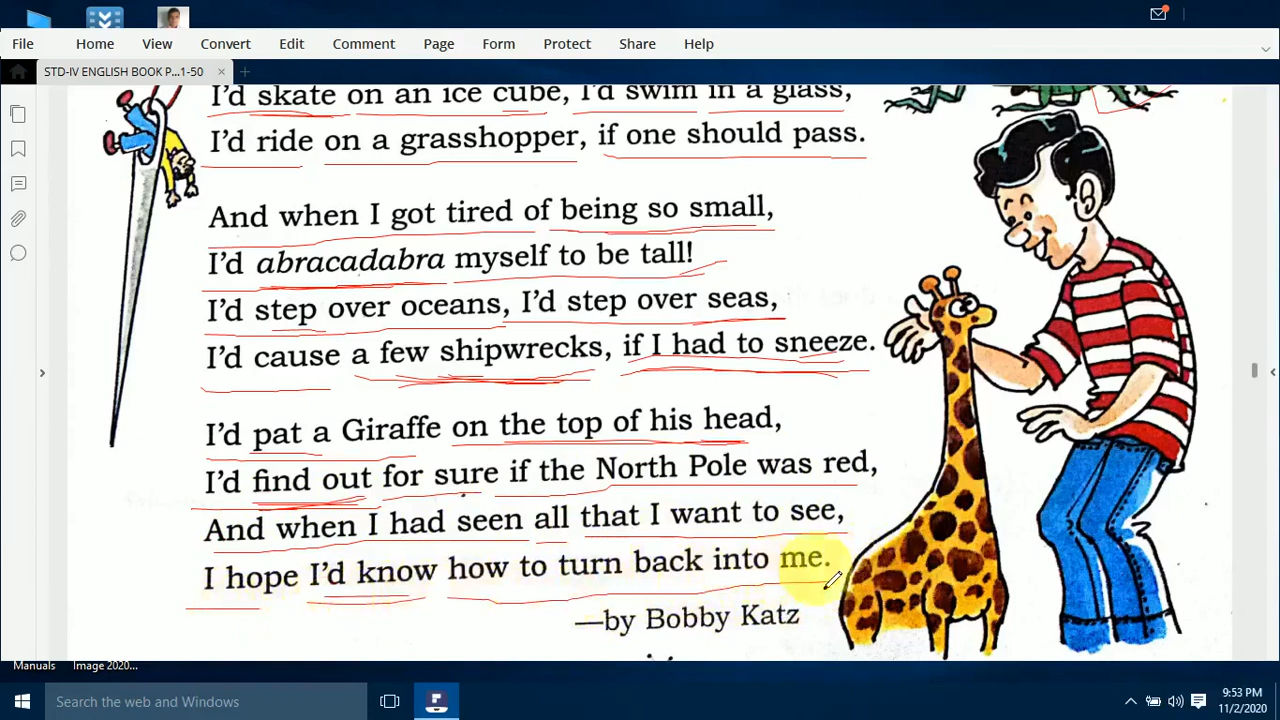 File Home View Convert Edit Comment Page Form Protect Share Help
STD-IV ENGLISH BOOK P...1-50
I'd skate on an ice cube, I'd swim in a glass,
I'd ride on a grasshopper, if one should pass.
And when I got tired of being so small,
I'd abracadabra myself to be tall!
I'd step over oceans, I'd step over seas,
I'd cause a few shipwrecks, if I had to sneeze.
I'd pat a Giraffe on the top of his head,
I'd find out for sure if the North Pole was red,
And when I had seen all that I want to see,
I hope I'd know how to turn back into me.
—by Bobby Katz
Manuals Image 2020...
Search the web and Windows
9:53 PM
11/2/2020